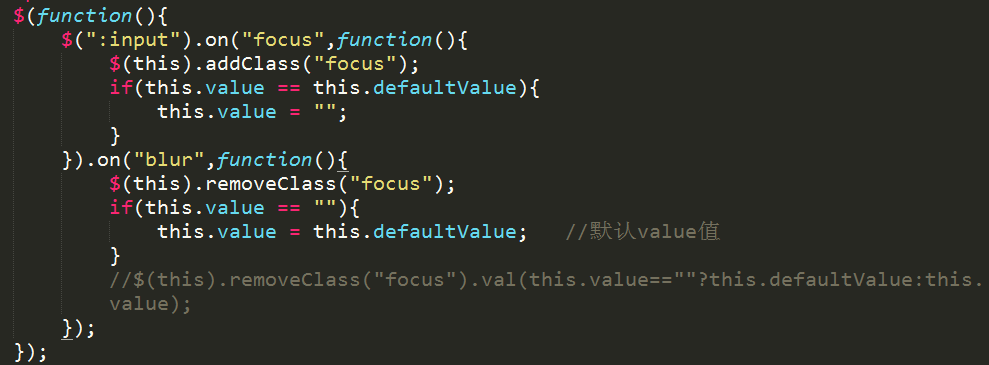 $(function(){
$(":input").on("focus",function(){
$(this).addClass("focus");
if(this.value == this.defaultValue){
this.value = "";
}
}).on("blur",function(){
$(this).removeClass("focus");
if(this.value == ""){
this.value = this.defaultValue;   //默认value值
}
//$(this).removeClass("focus").val(this.value==""?this.defaultValue:this.
value);
});
});